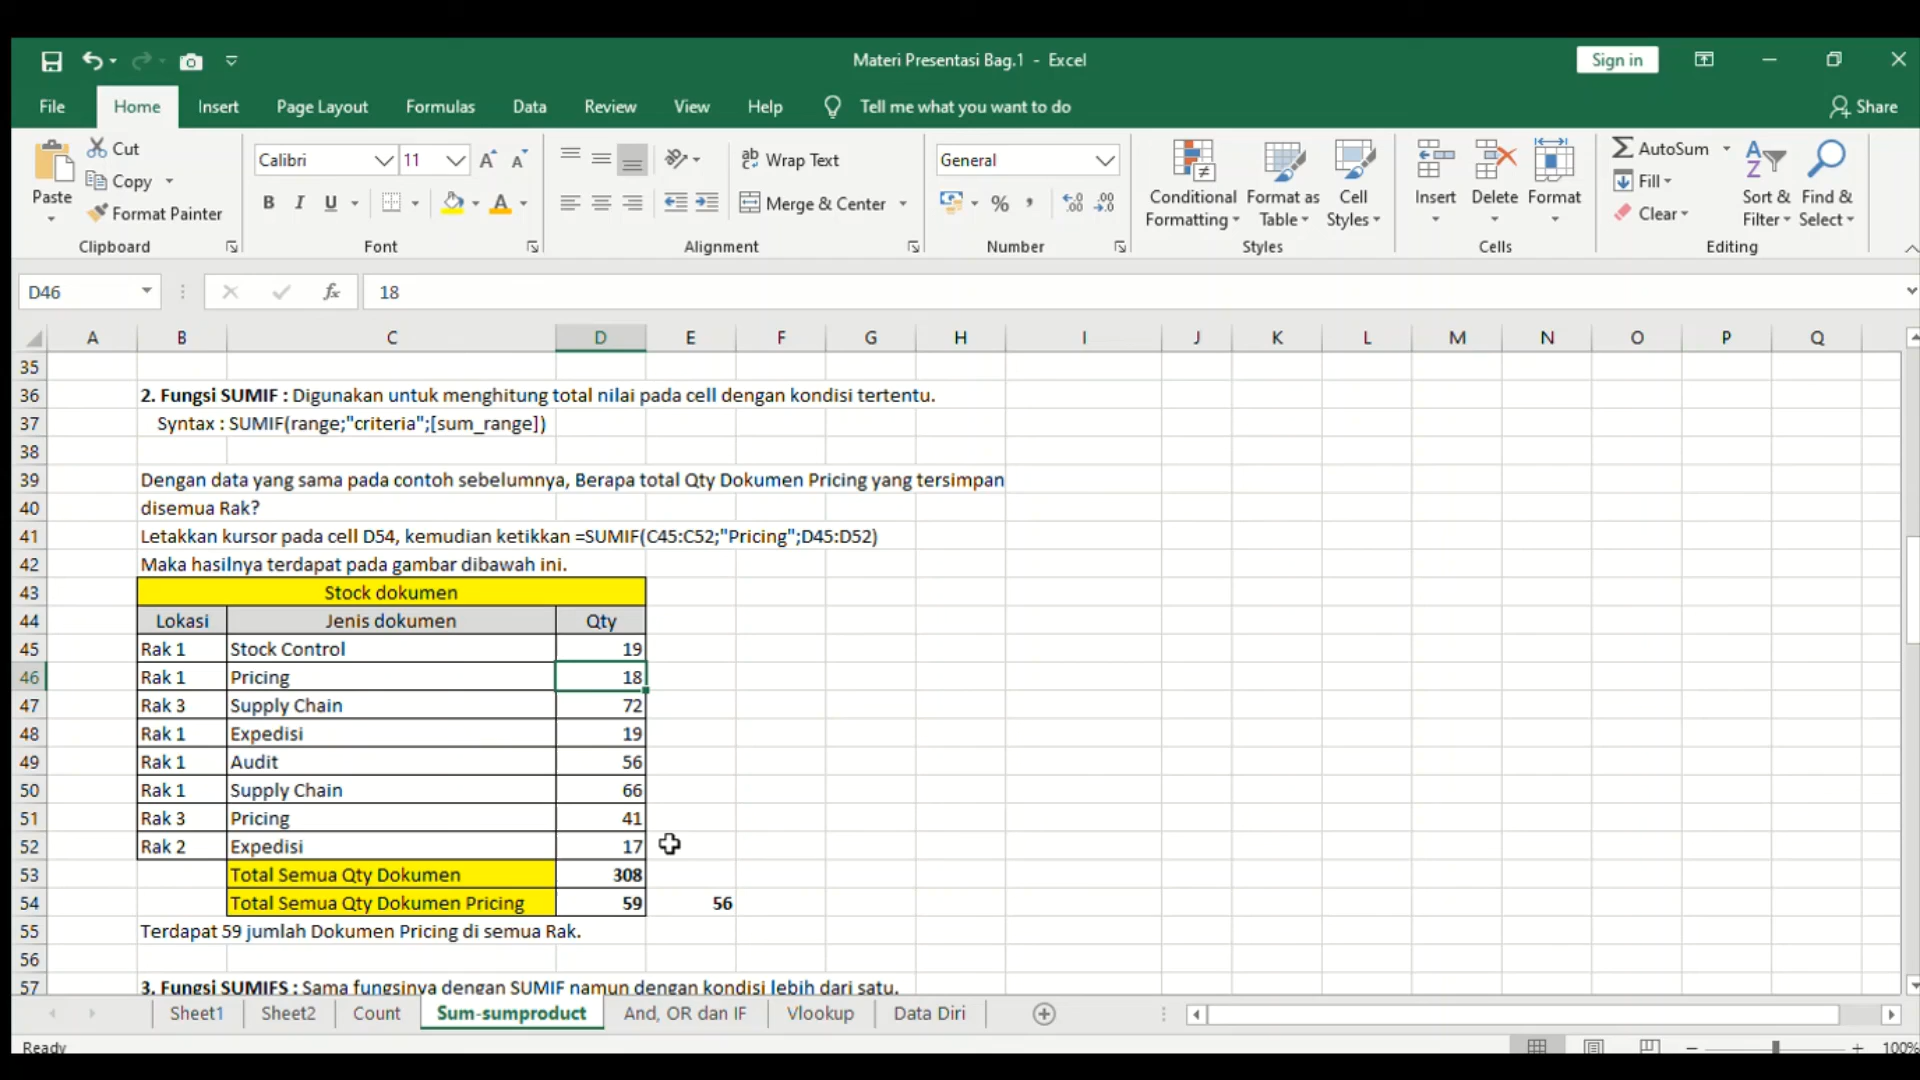 Materi Presentasi Bag.1 - Excel
Sign in
File Home Insert Page Layout Formulas Data Review View Help Tell me what you want to do Share
Paste
Cut
Copy
Format Painter
Clipboard
Calibri 11
B I U
Font
Wrap Text
Merge & Center
Alignment
General
Number
Conditional Formatting
Format as Table
Cell Styles
Styles
Insert Delete Format
Cells
AutoSum
Fill
Clear
Sort & Filter
Find & Select
Editing
D46 fx 18
A B C D E F G H I J K L M N O P Q
35
36 2. Fungsi SUMIF : Digunakan untuk menghitung total nilai pada cell dengan kondisi tertentu.
37 Syntax : SUMIF(range;"criteria";[sum_range])
38
39 Dengan data yang sama pada contoh sebelumnya, Berapa total Qty Dokumen Pricing yang tersimpan
40 disemua Rak?
41 Letakkan kursor pada cell D54, kemudian ketikkan =SUMIF(C45:C52;"Pricing";D45:D52)
42 Maka hasilnya terdapat pada gambar dibawah ini.
43 Stock dokumen
44 Lokasi Jenis dokumen Qty
45 Rak 1 Stock Control 19
46 Rak 1 Pricing 18
47 Rak 3 Supply Chain 72
48 Rak 1 Expedisi 19
49 Rak 1 Audit 56
50 Rak 1 Supply Chain 66
51 Rak 3 Pricing 41
52 Rak 2 Expedisi 17
53 Total Semua Qty Dokumen 308
54 Total Semua Qty Dokumen Pricing 59 56
55 Terdapat 59 jumlah Dokumen Pricing di semua Rak.
56
57 3. Fungsi SUMIFS : Sama fungsinya dengan SUMIF namun dengan kondisi lebih dari satu.
Sheet1 Sheet2 Count Sum-sumproduct And, OR dan IF Vlookup Data Diri
Ready 100%